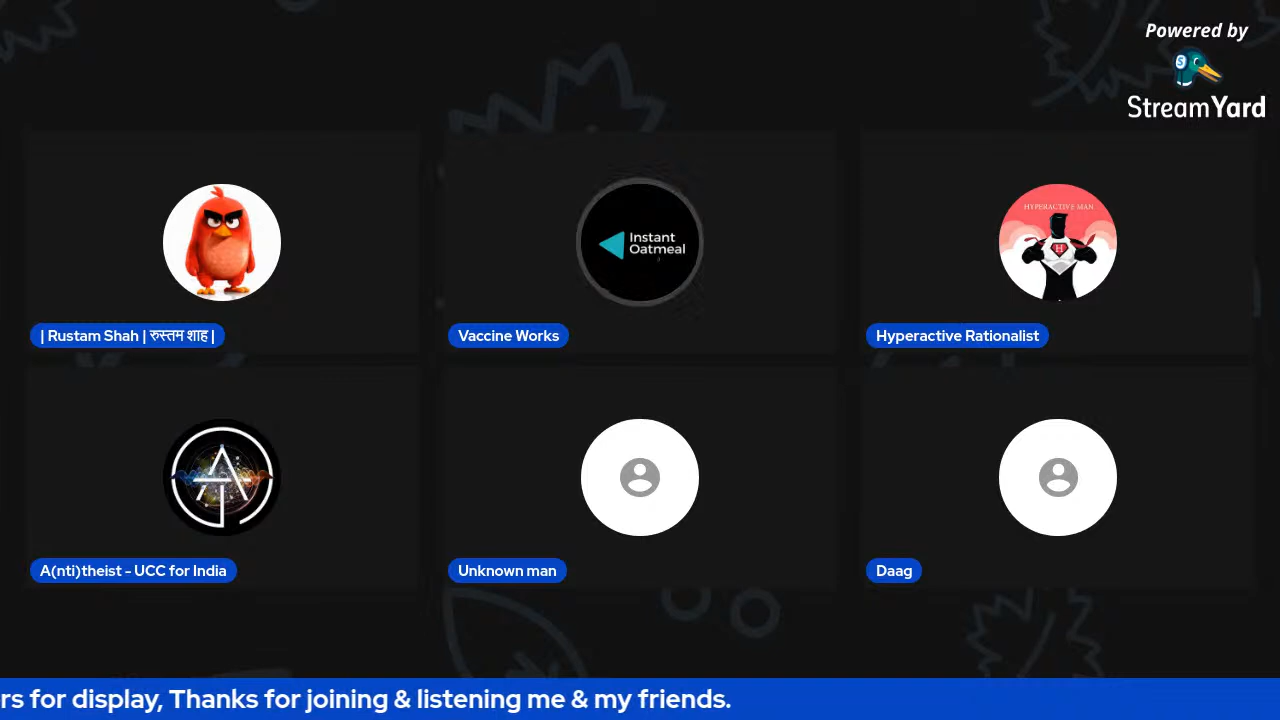 Powered by
StreamYard
HYPERACTIVE MAN
Instant
Oatmeal
H
| Rustam Shah | रुस्तम शाह |
Vaccine Works
Hyperactive Rationalist
A(nti)theist - UCC for India
Unknown man
Daag
rs for display, Thanks for joining & listening me & my friends.